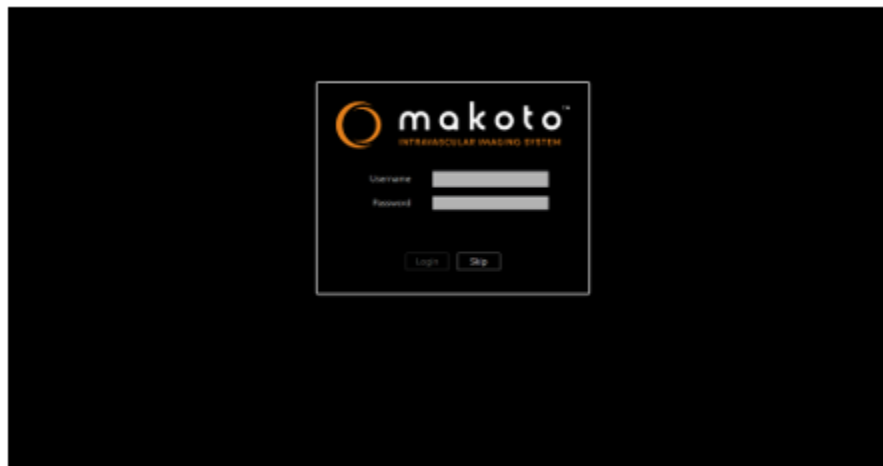 makoto™
INTRAVASCULAR IMAGING SYSTEM
Username
Password
Login Skip